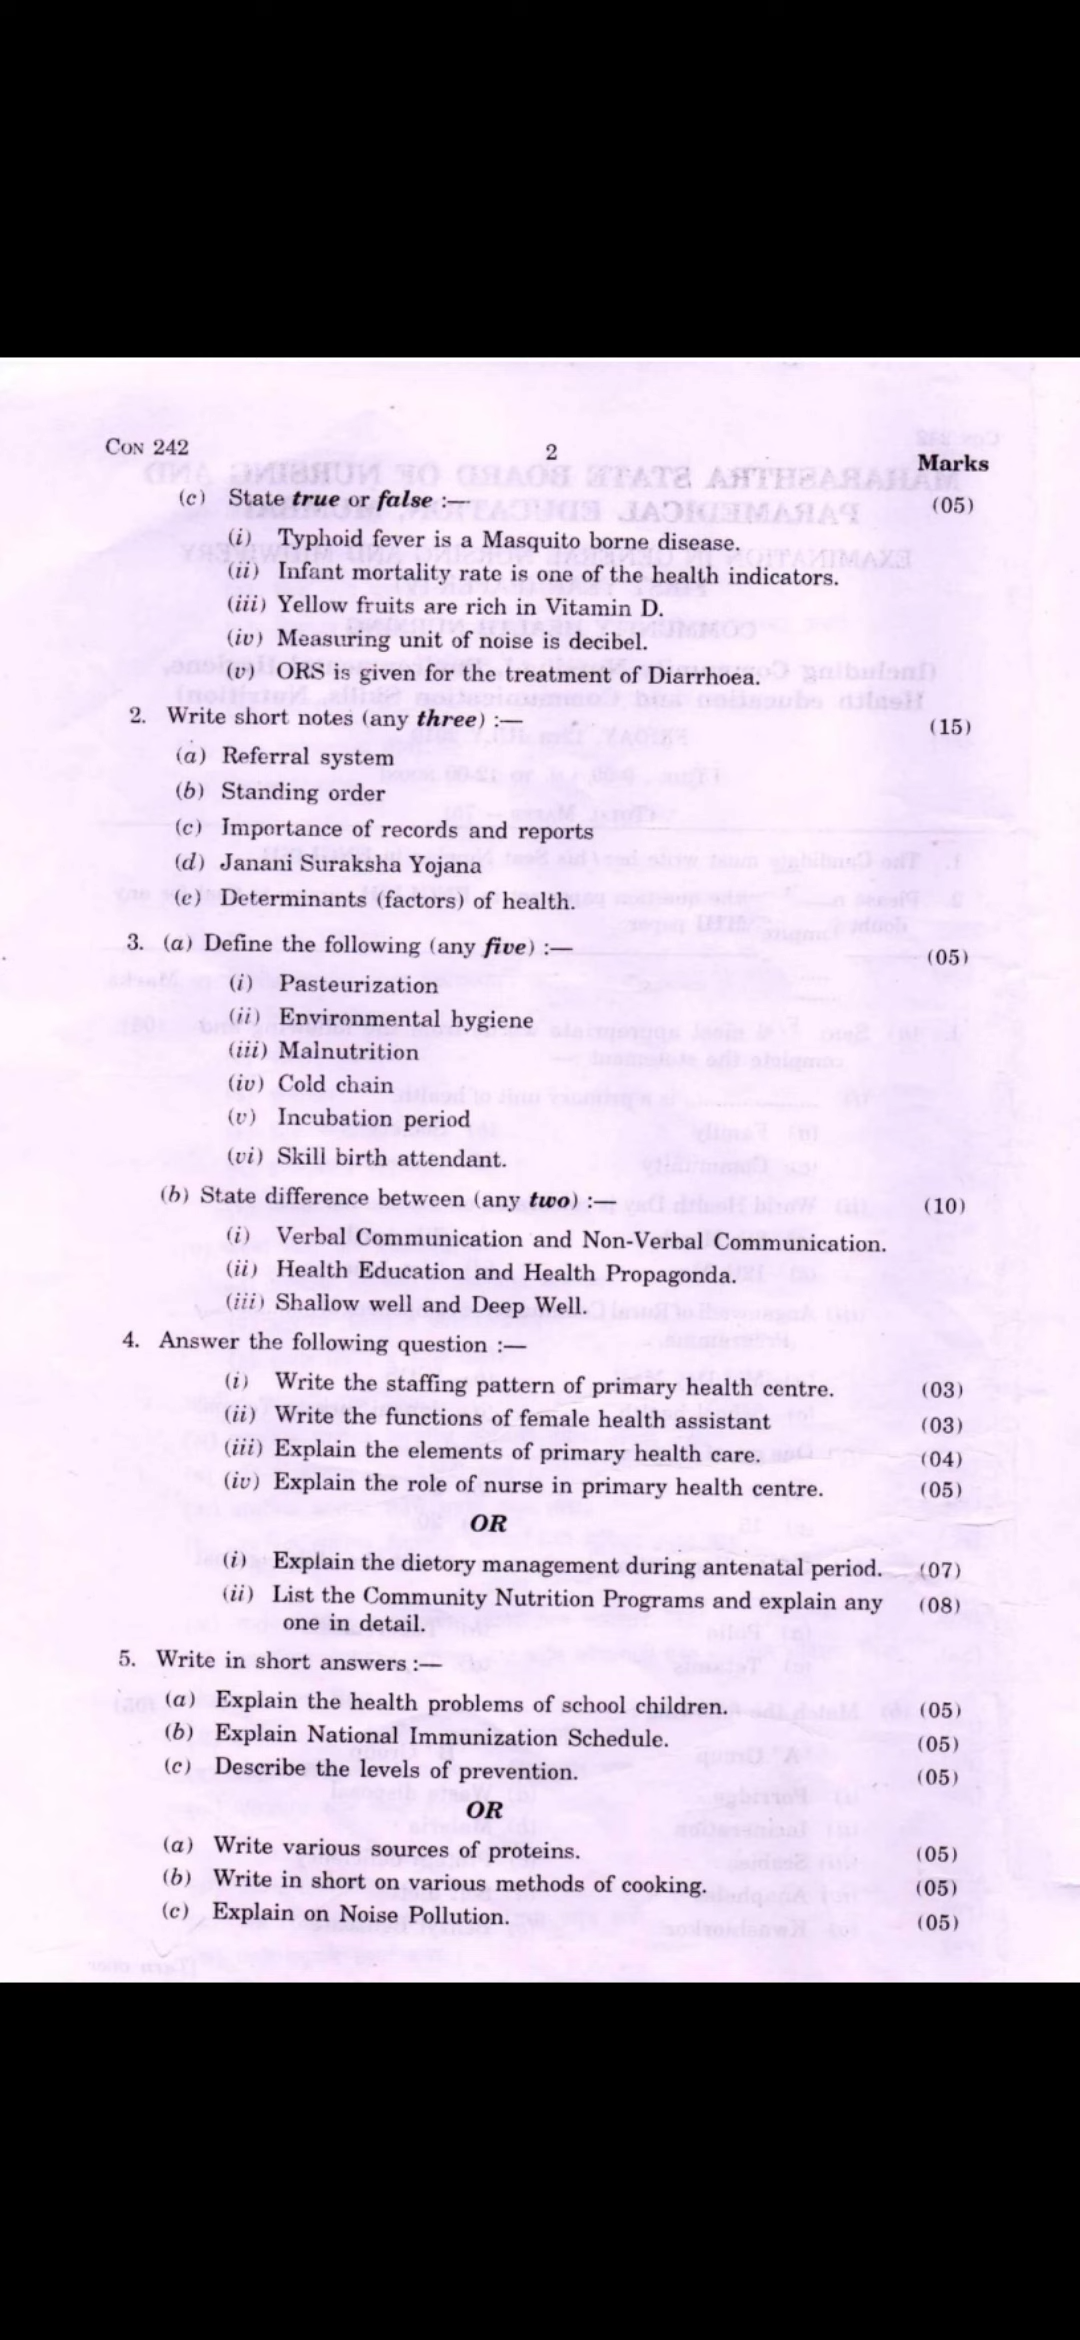 CON 242
2
Marks
(c) State true or false :— (05)
(i) Typhoid fever is a Masquito borne disease.
(ii) Infant mortality rate is one of the health indicators.
(iii) Yellow fruits are rich in Vitamin D.
(iv) Measuring unit of noise is decibel.
(v) ORS is given for the treatment of Diarrhoea.
2. Write short notes (any three) :— (15)
(a) Referral system
(b) Standing order
(c) Importance of records and reports
(d) Janani Suraksha Yojana
(e) Determinants (factors) of health.
3. (a) Define the following (any five) :— (05)
(i) Pasteurization
(ii) Environmental hygiene
(iii) Malnutrition
(iv) Cold chain
(v) Incubation period
(vi) Skill birth attendant.
(b) State difference between (any two) :— (10)
(i) Verbal Communication and Non-Verbal Communication.
(ii) Health Education and Health Propagonda.
(iii) Shallow well and Deep Well.
4. Answer the following question :—
(i) Write the staffing pattern of primary health centre. (03)
(ii) Write the functions of female health assistant (03)
(iii) Explain the elements of primary health care. (04)
(iv) Explain the role of nurse in primary health centre. (05)
OR
(i) Explain the dietory management during antenatal period. (07)
(ii) List the Community Nutrition Programs and explain any (08)
one in detail.
5. Write in short answers :—
(a) Explain the health problems of school children. (05)
(b) Explain National Immunization Schedule. (05)
(c) Describe the levels of prevention. (05)
OR
(a) Write various sources of proteins. (05)
(b) Write in short on various methods of cooking. (05)
(c) Explain on Noise Pollution. (05)